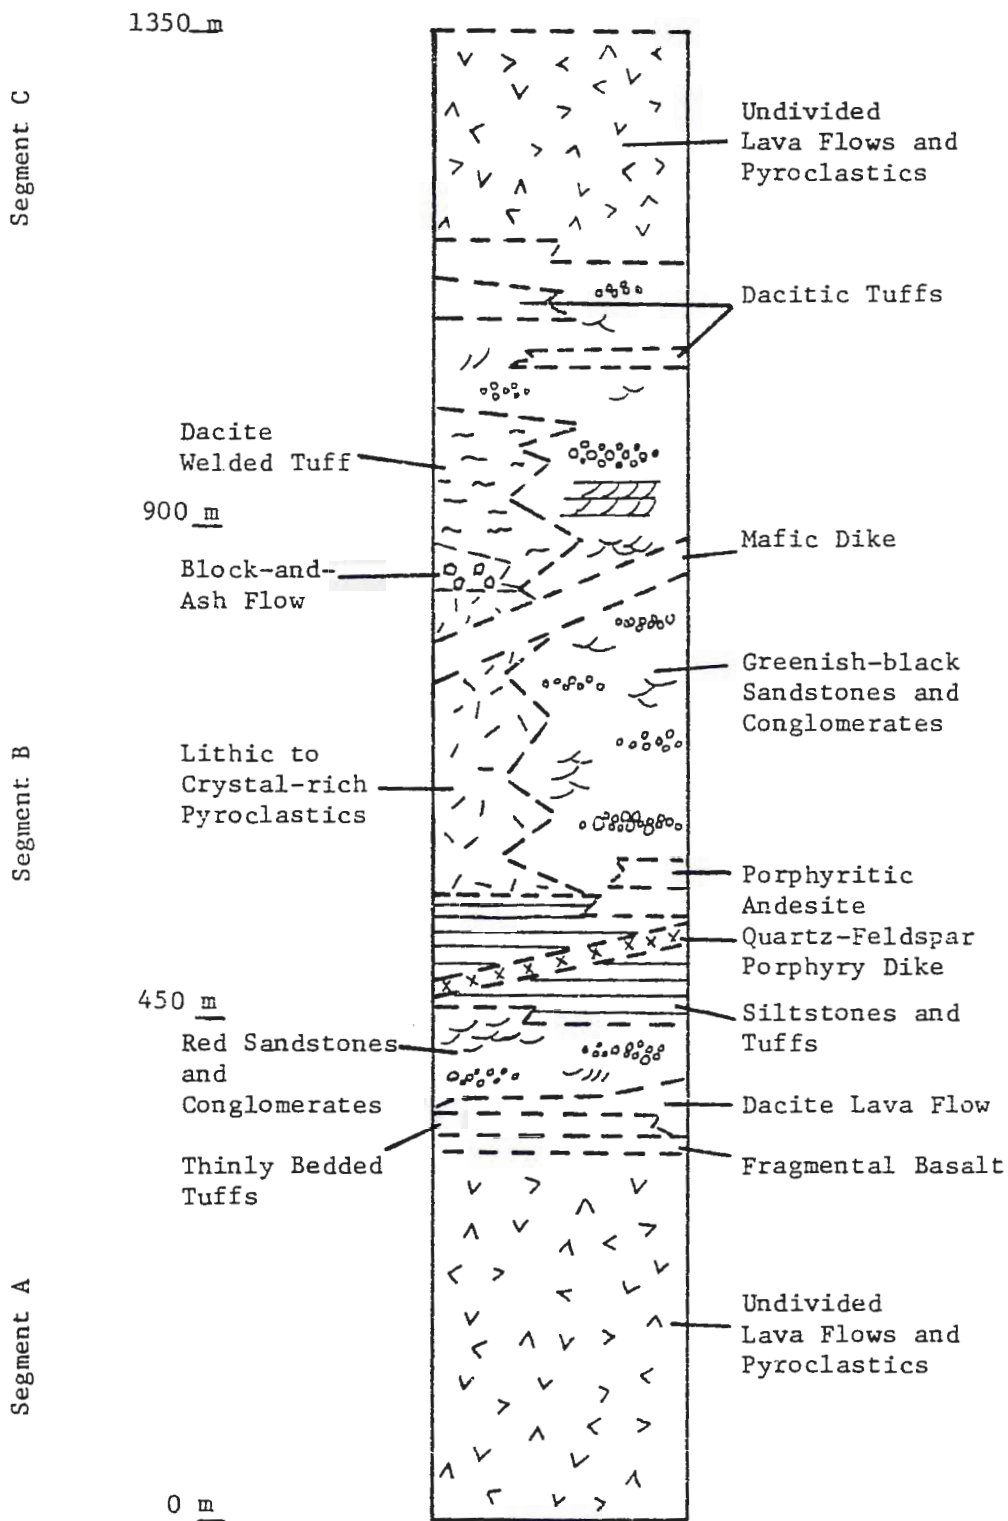 1350 m
Segment C
Undivided
Lava Flows and
Pyroclastics
Dacitic Tuffs
Dacite
Welded Tuff
900 m
Mafic Dike
Block-and-
Ash Flow
Greenish-black
Sandstones and
Conglomerates
Segment B
Lithic to
Crystal-rich
Pyroclastics
Porphyritic
Andesite
Quartz-Feldspar
Porphyry Dike
450 m
Siltstones and
Tuffs
Red Sandstones
and
Conglomerates
Dacite Lava Flow
Thinly Bedded
Tuffs
Fragmental Basalt
Segment A
Undivided
Lava Flows and
Pyroclastics
0 m